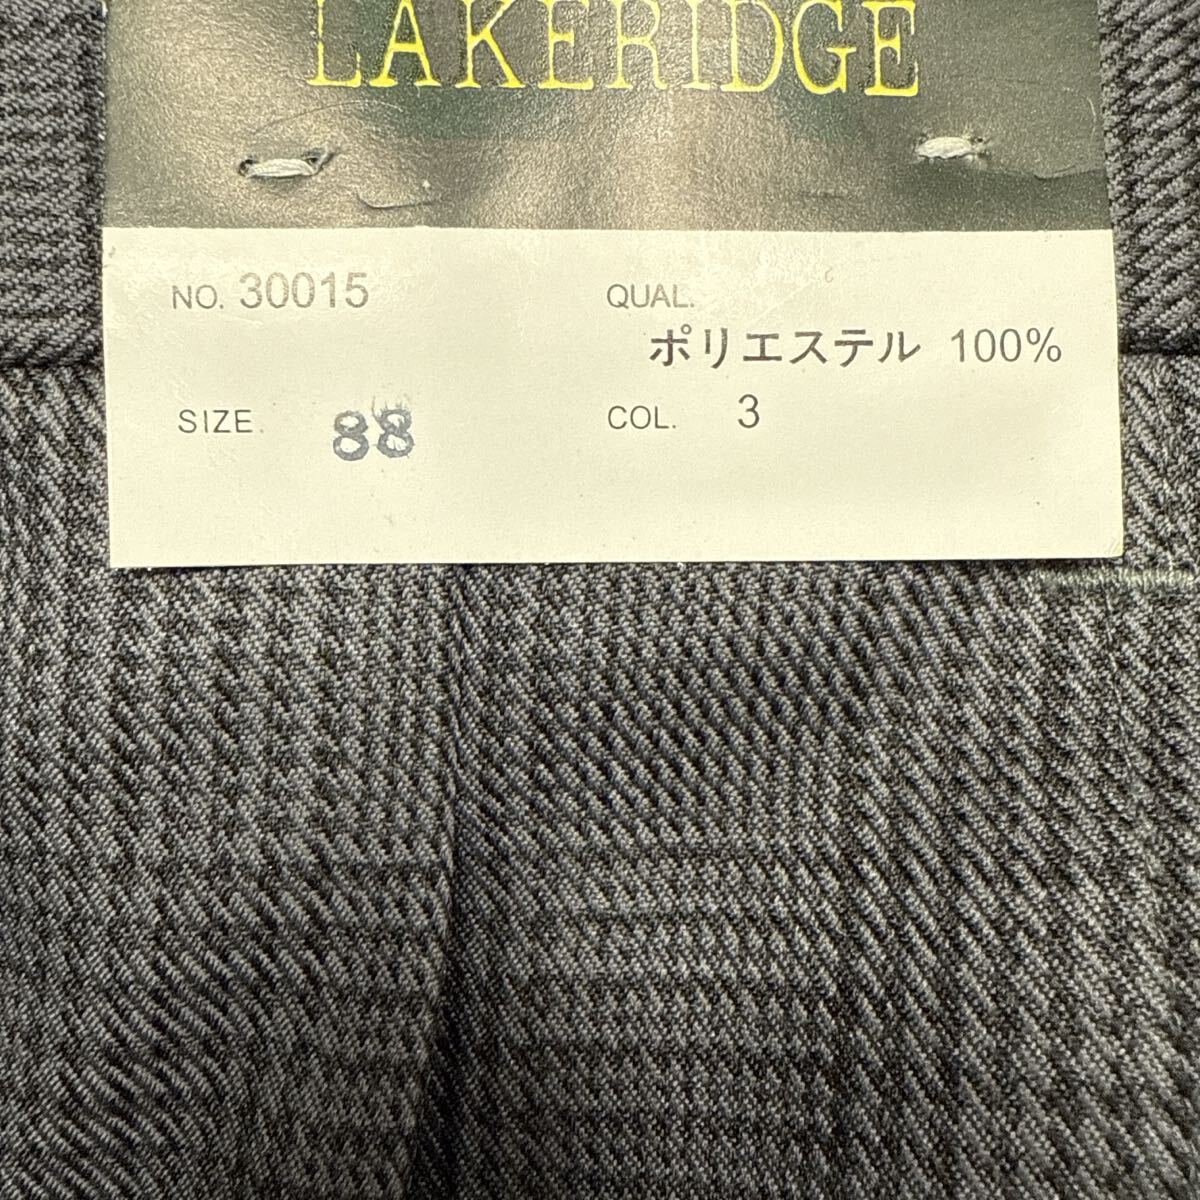 LAKERIDGE
NO. 30015
QUAL.
ポリエステル 100%
SIZE. 88
COL. 3